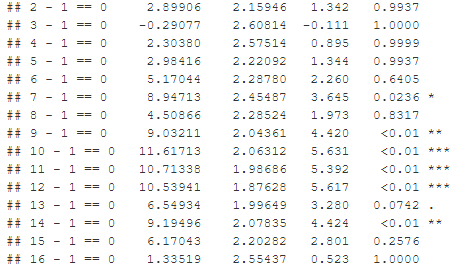 ## 2 - 1 == 0 2.89906 2.15946 1.342 0.9937
## 3 - 1 == 0 -0.29077 2.60814 -0.111 1.0000
## 4 - 1 == 0 2.30380 2.57514 0.895 0.9999
## 5 - 1 == 0 2.98416 2.22092 1.344 0.9937
## 6 - 1 == 0 5.17044 2.28780 2.260 0.6405
## 7 - 1 == 0 8.94713 2.45487 3.645 0.0236 *
## 8 - 1 == 0 4.50866 2.28524 1.973 0.8317
## 9 - 1 == 0 9.03211 2.04361 4.420 <0.01 **
## 10 - 1 == 0 11.61713 2.06312 5.631 <0.01 ***
## 11 - 1 == 0 10.71338 1.98686 5.392 <0.01 ***
## 12 - 1 == 0 10.53941 1.87628 5.617 <0.01 ***
## 13 - 1 == 0 6.54934 1.99649 3.280 0.0742 .
## 14 - 1 == 0 9.19496 2.07835 4.424 <0.01 **
## 15 - 1 == 0 6.17043 2.20282 2.801 0.2576
## 16 - 1 == 0 1.33519 2.55437 0.523 1.0000